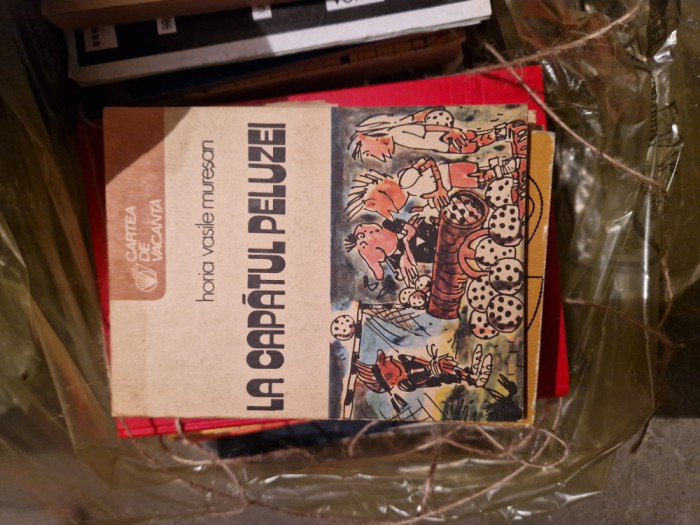 CARTEA
DE
VACANȚĂ
horia vasile mureșan
LA CAPĂTUL PELUZEI